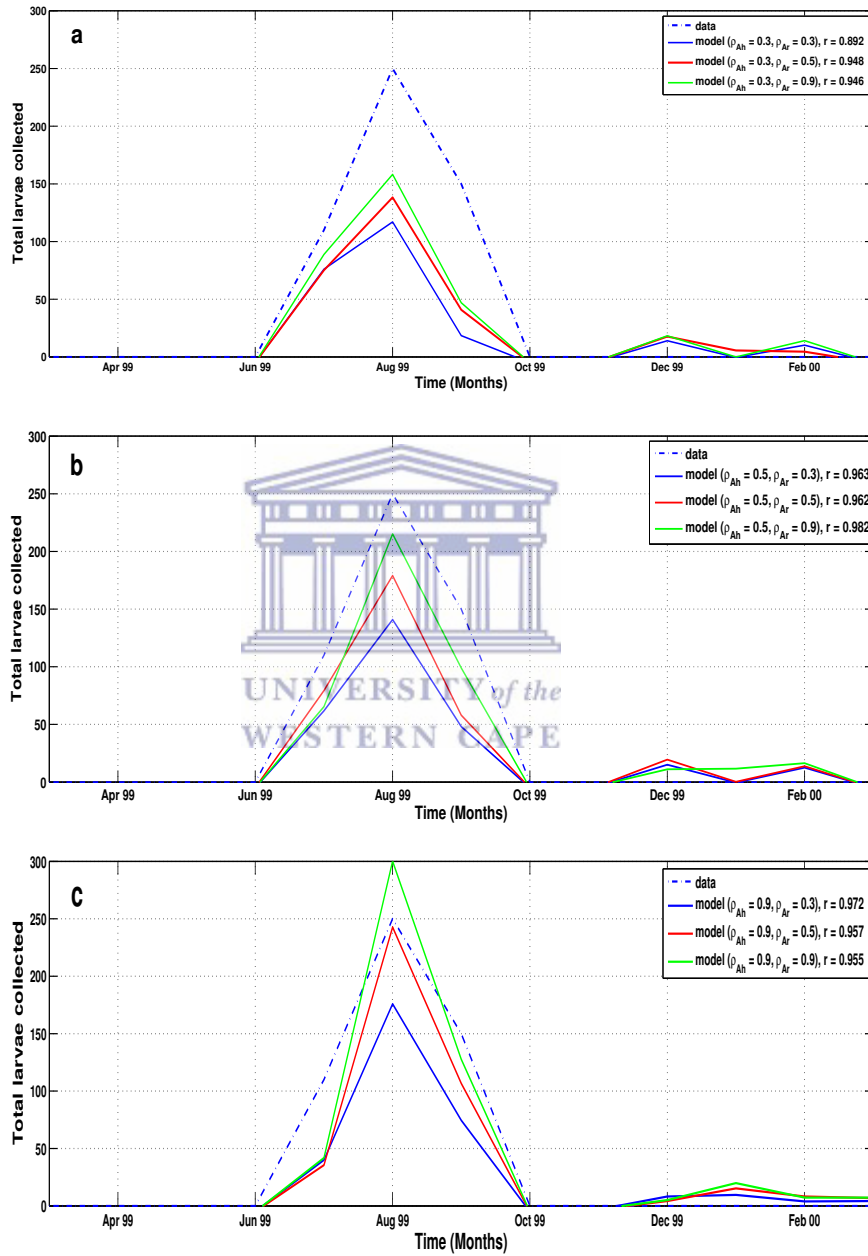 a
300
250
200
150
100
50
0
Total larvae collected
data
model (ρAh = 0.3, ρAr = 0.3), r = 0.892
model (ρAh = 0.3, ρAr = 0.5), r = 0.948
model (ρAh = 0.3, ρAr = 0.9), r = 0.946
Apr 99 Jun 99 Aug 99 Oct 99 Dec 99 Feb 00
Time (Months)
b
300
250
200
150
100
50
0
Total larvae collected
data
model (ρAh = 0.5, ρAr = 0.3), r = 0.963
model (ρAh = 0.5, ρAr = 0.5), r = 0.962
model (ρAh = 0.5, ρAr = 0.9), r = 0.982
UNIVERSITY of the
WESTERN CAPE
Apr 99 Jun 99 Aug 99 Oct 99 Dec 99 Feb 00
Time (Months)
c
300
250
200
150
100
50
0
Total larvae collected
data
model (ρAh = 0.9, ρAr = 0.3), r = 0.972
model (ρAh = 0.9, ρAr = 0.5), r = 0.957
model (ρAh = 0.9, ρAr = 0.9), r = 0.955
Apr 99 Jun 99 Aug 99 Oct 99 Dec 99 Feb 00
Time (Months)